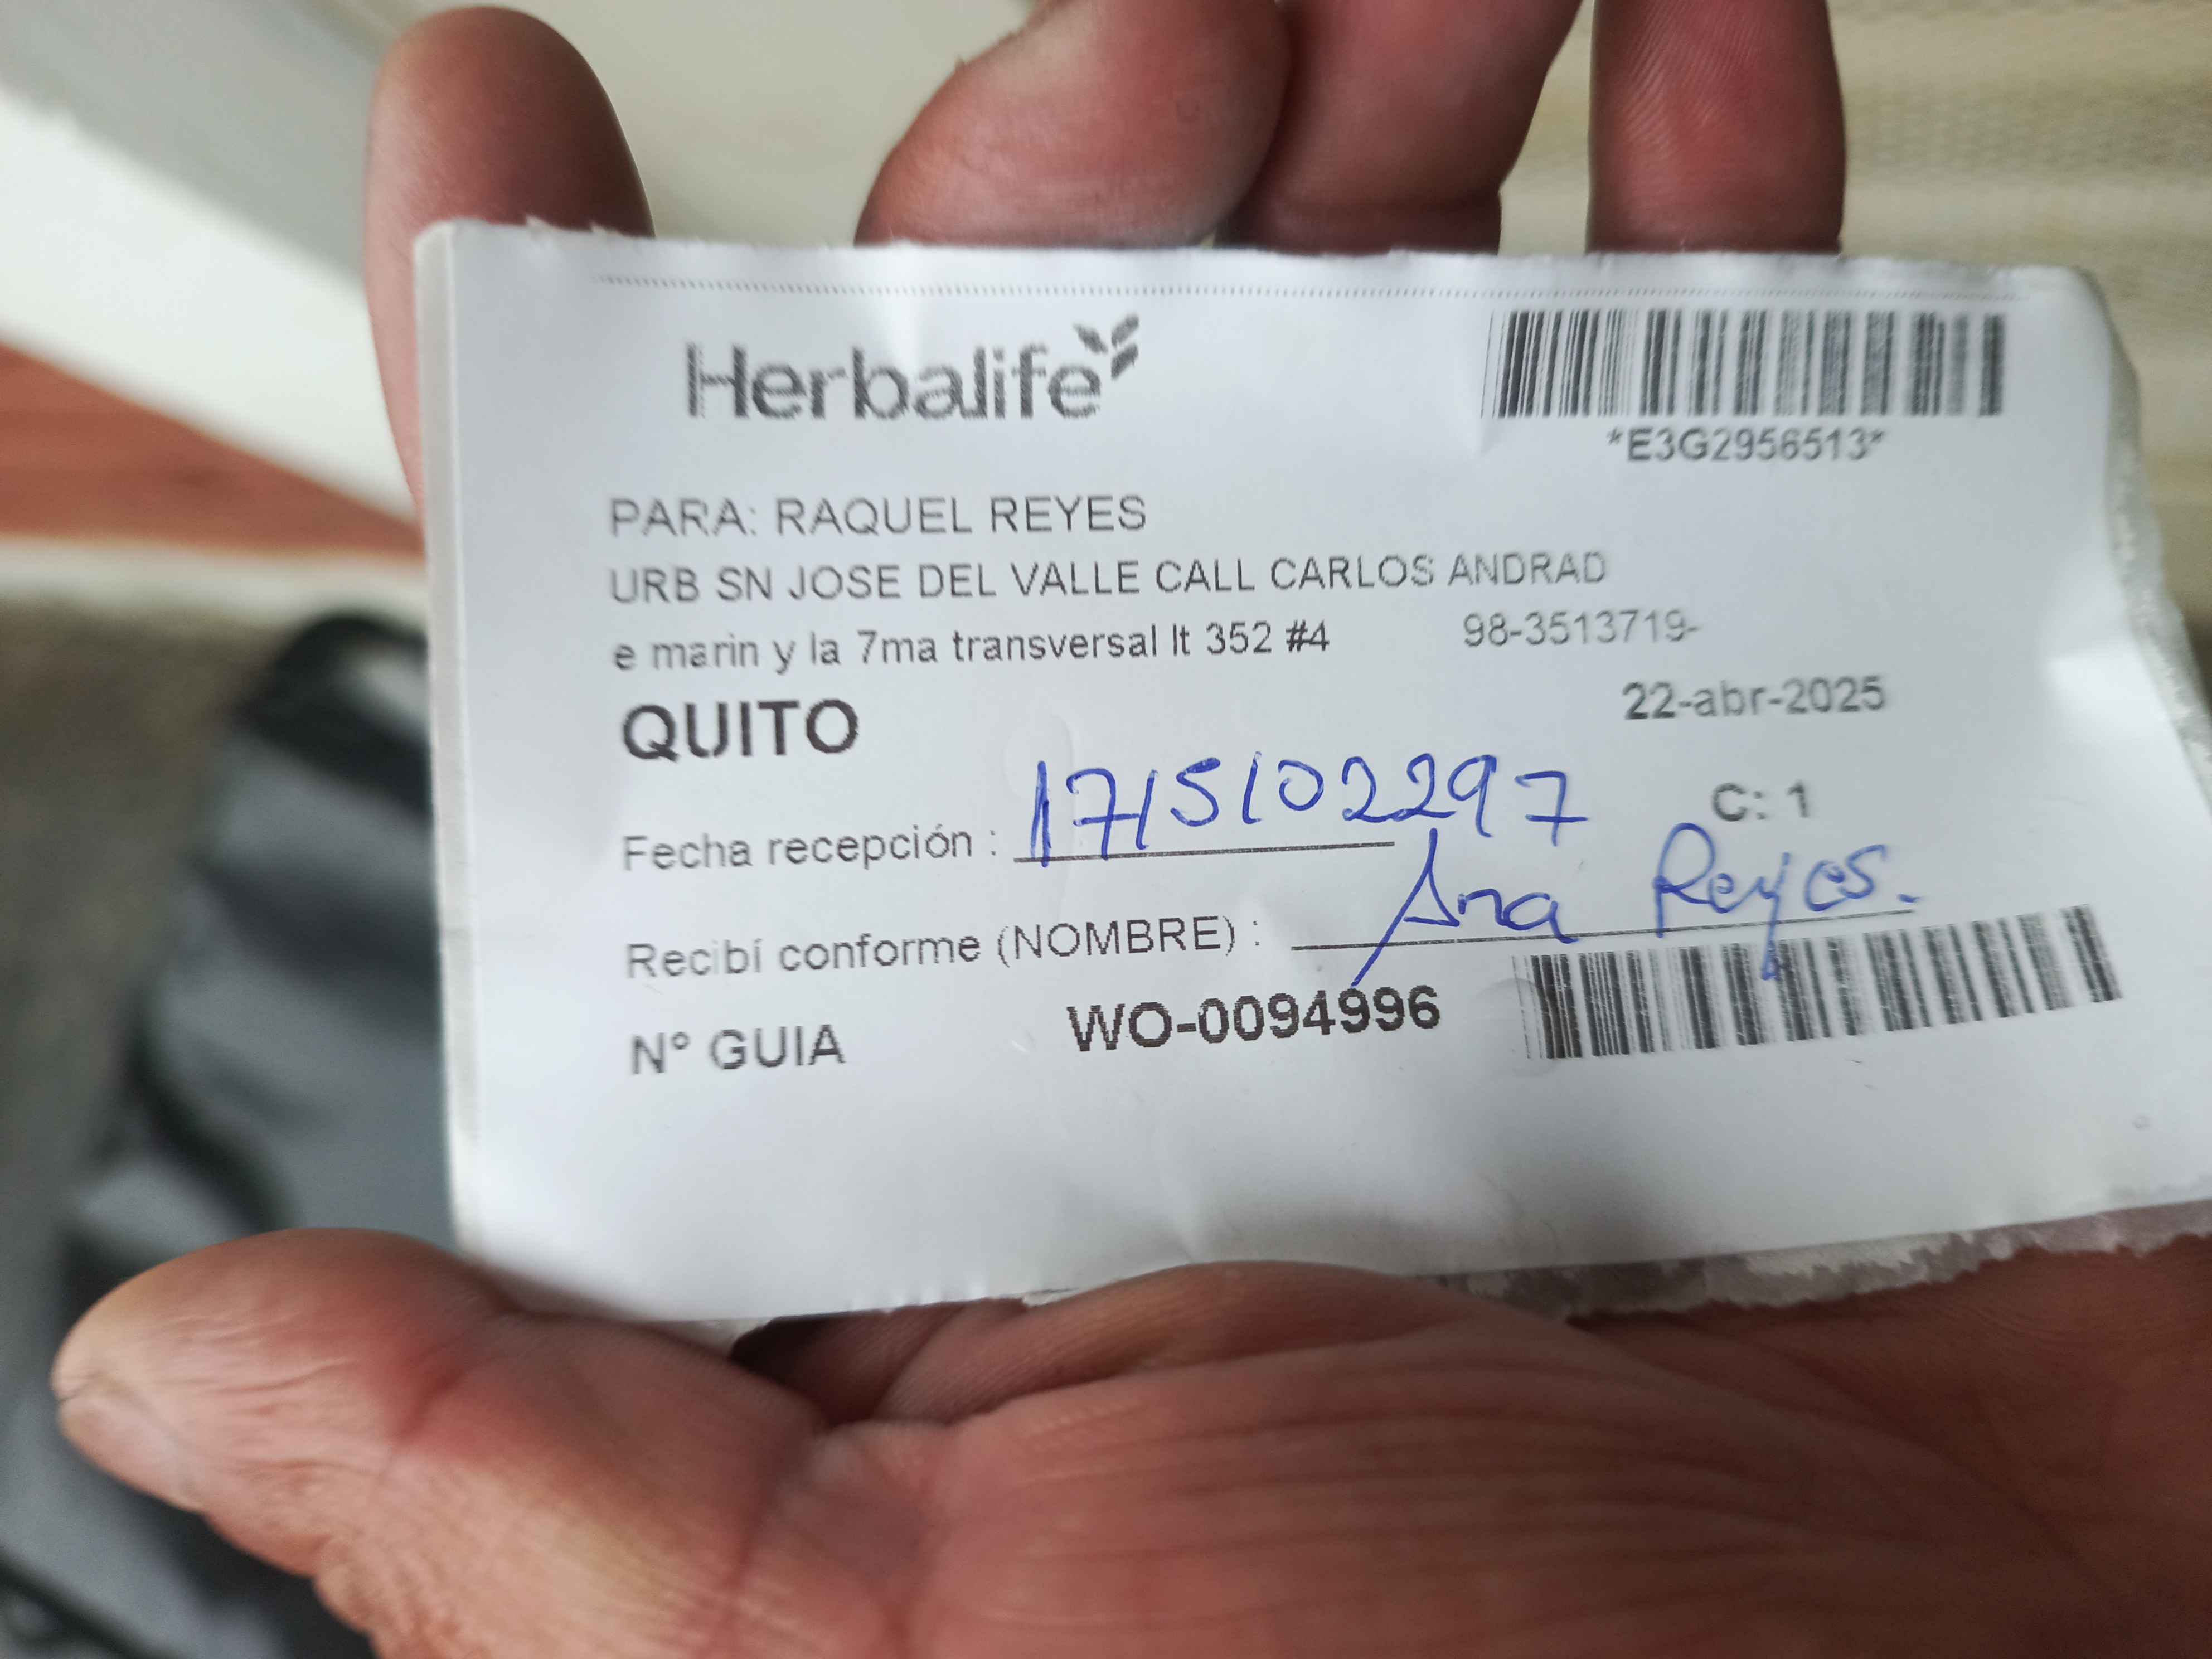 Herbalife
*E3G2956513*
PARA: RAQUEL REYES
URB SN JOSE DEL VALLE CALL CARLOS ANDRAD
e marin y la 7ma transversal lt 352 #4 98-3513719-
QUITO 22-abr-2025
Fecha recepción : 1715102297 C: 1
Recibí conforme (NOMBRE) : Ana Reyes.
Nº GUIA WO-0094996